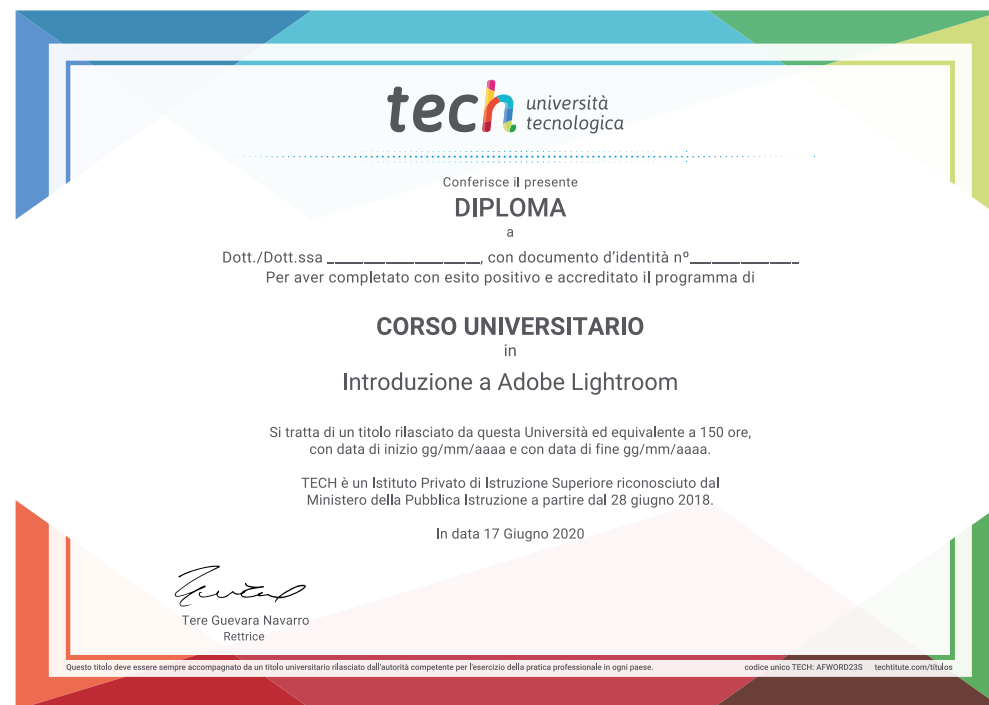 tech università
tecnologica
Conferisce il presente
DIPLOMA
a
Dott./Dott.ssa ____________________, con documento d'identità nº______________
Per aver completato con esito positivo e accreditato il programma di
CORSO UNIVERSITARIO
in
Introduzione a Adobe Lightroom
Si tratta di un titolo rilasciato da questa Università ed equivalente a 150 ore,
con data di inizio gg/mm/aaaa e con data di fine gg/mm/aaaa.
TECH è un Istituto Privato di Istruzione Superiore riconosciuto dal
Ministero della Pubblica Istruzione a partire dal 28 giugno 2018.
In data 17 Giugno 2020
Tere Guevara Navarro
Rettrice
Questo titolo deve essere sempre accompagnato da un titolo universitario rilasciato dall'autorità competente per l'esercizio della pratica professionale in ogni paese. codice unico TECH: AFWORD23S techtitute.com/títulos